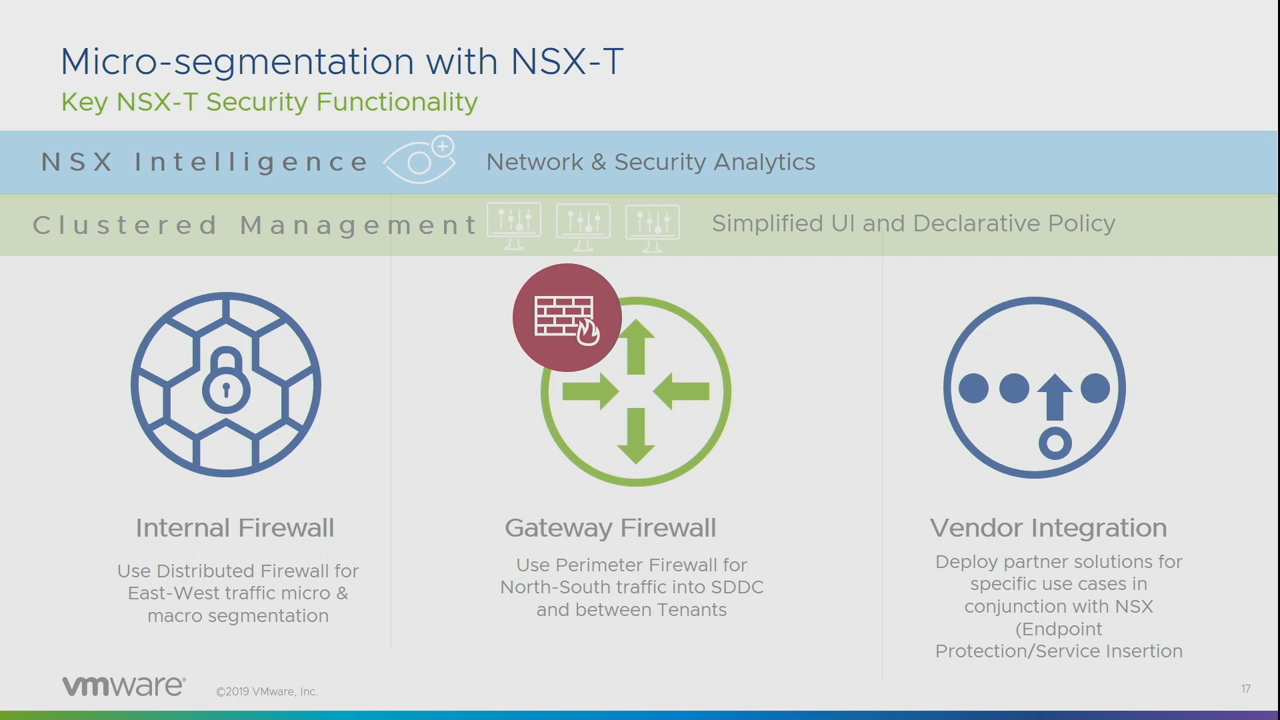 Micro-segmentation with NSX-T
Key NSX-T Security Functionality
NSX Intelligence
Network & Security Analytics
Clustered Management
Simplified UI and Declarative Policy
Internal Firewall
Use Distributed Firewall for
East-West traffic micro &
macro segmentation
Gateway Firewall
Use Perimeter Firewall for
North-South traffic into SDDC
and between Tenants
Vendor Integration
Deploy partner solutions for
specific use cases in
conjunction with NSX
(Endpoint
Protection/Service Insertion
vmware®
©2019 VMware, Inc.
17